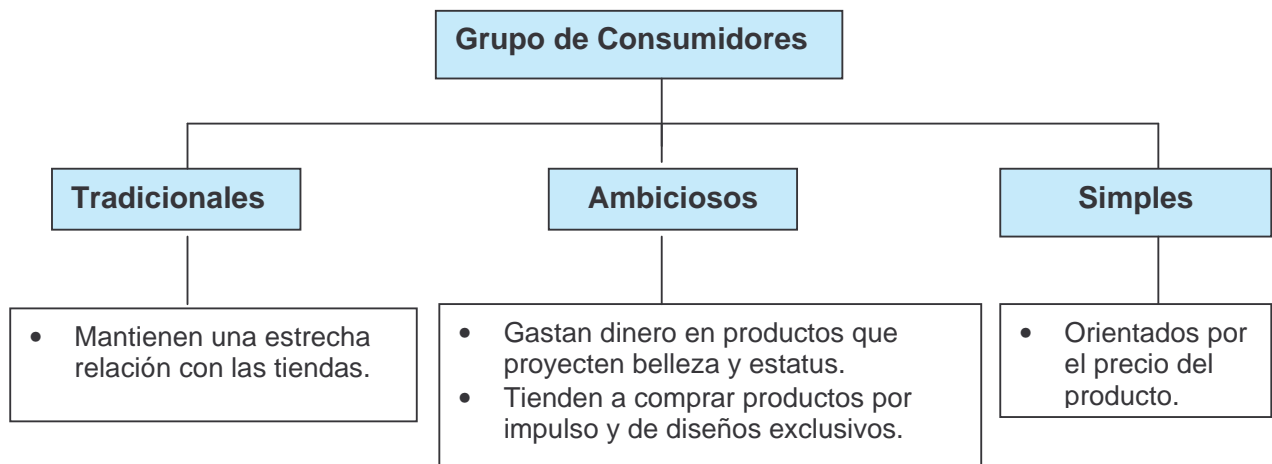 Grupo de Consumidores
Tradicionales
Ambiciosos
Simples
• Mantienen una estrecha
relación con las tiendas.
• Gastan dinero en productos que
proyecten belleza y estatus.
• Tienden a comprar productos por
impulso y de diseños exclusivos.
• Orientados por
el precio del
producto.